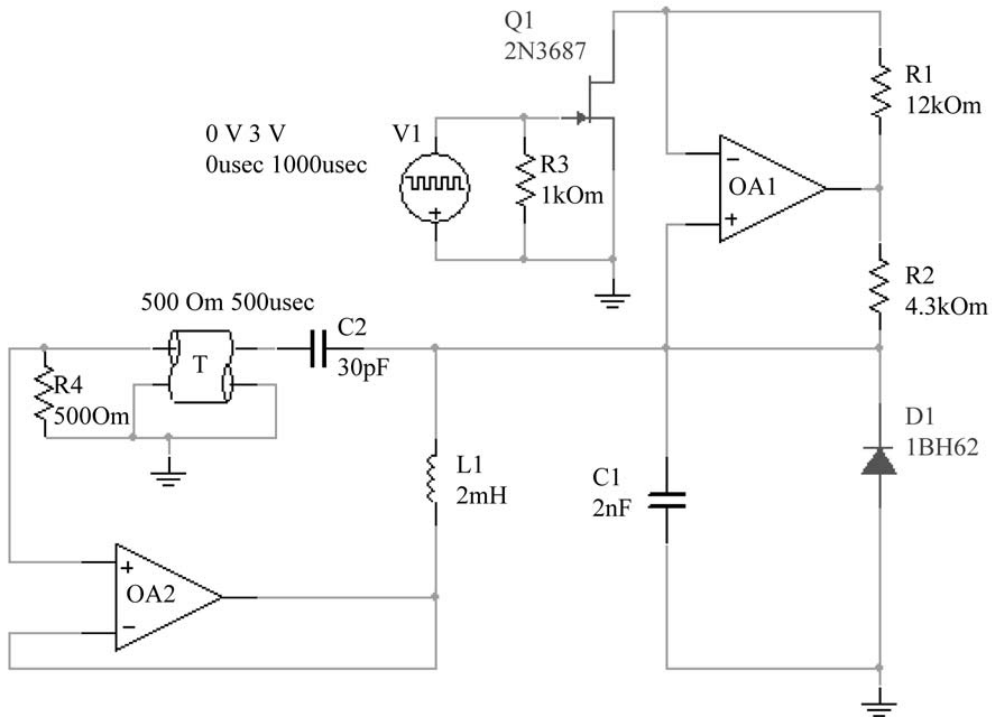 Q1
2N3687
R1
12kOm
0 V 3 V
0usec 1000usec
V1
+
R3
1kOm
−
OA1
+
R2
4.3kOm
500 Om 500usec
C2
30pF
T
R4
500Om
L1
2mH
C1
2nF
D1
1BH62
+
OA2
−